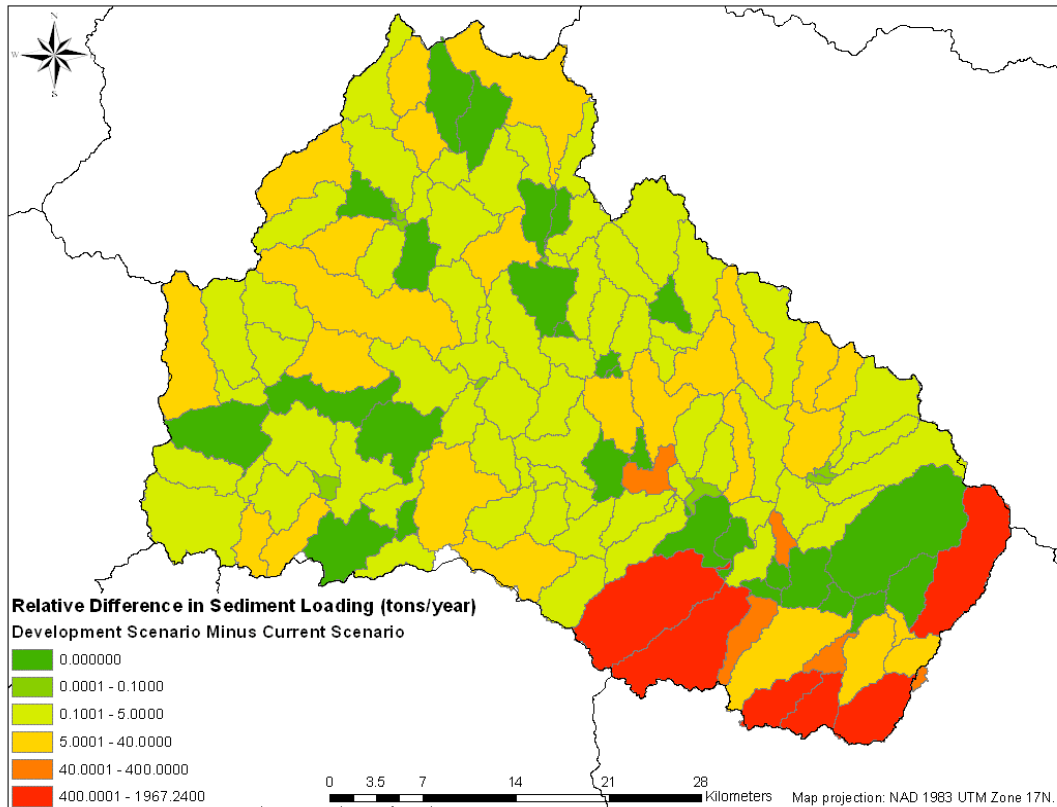 N
W
E
S
Relative Difference in Sediment Loading (tons/year)
Development Scenario Minus Current Scenario
0.000000
0.0001 - 0.1000
0.1001 - 5.0000
5.0001 - 40.0000
40.0001 - 400.0000
400.0001 - 1967.2400
0 3.5 7 14 21 28
Kilometers
Map projection: NAD 1983 UTM Zone 17N